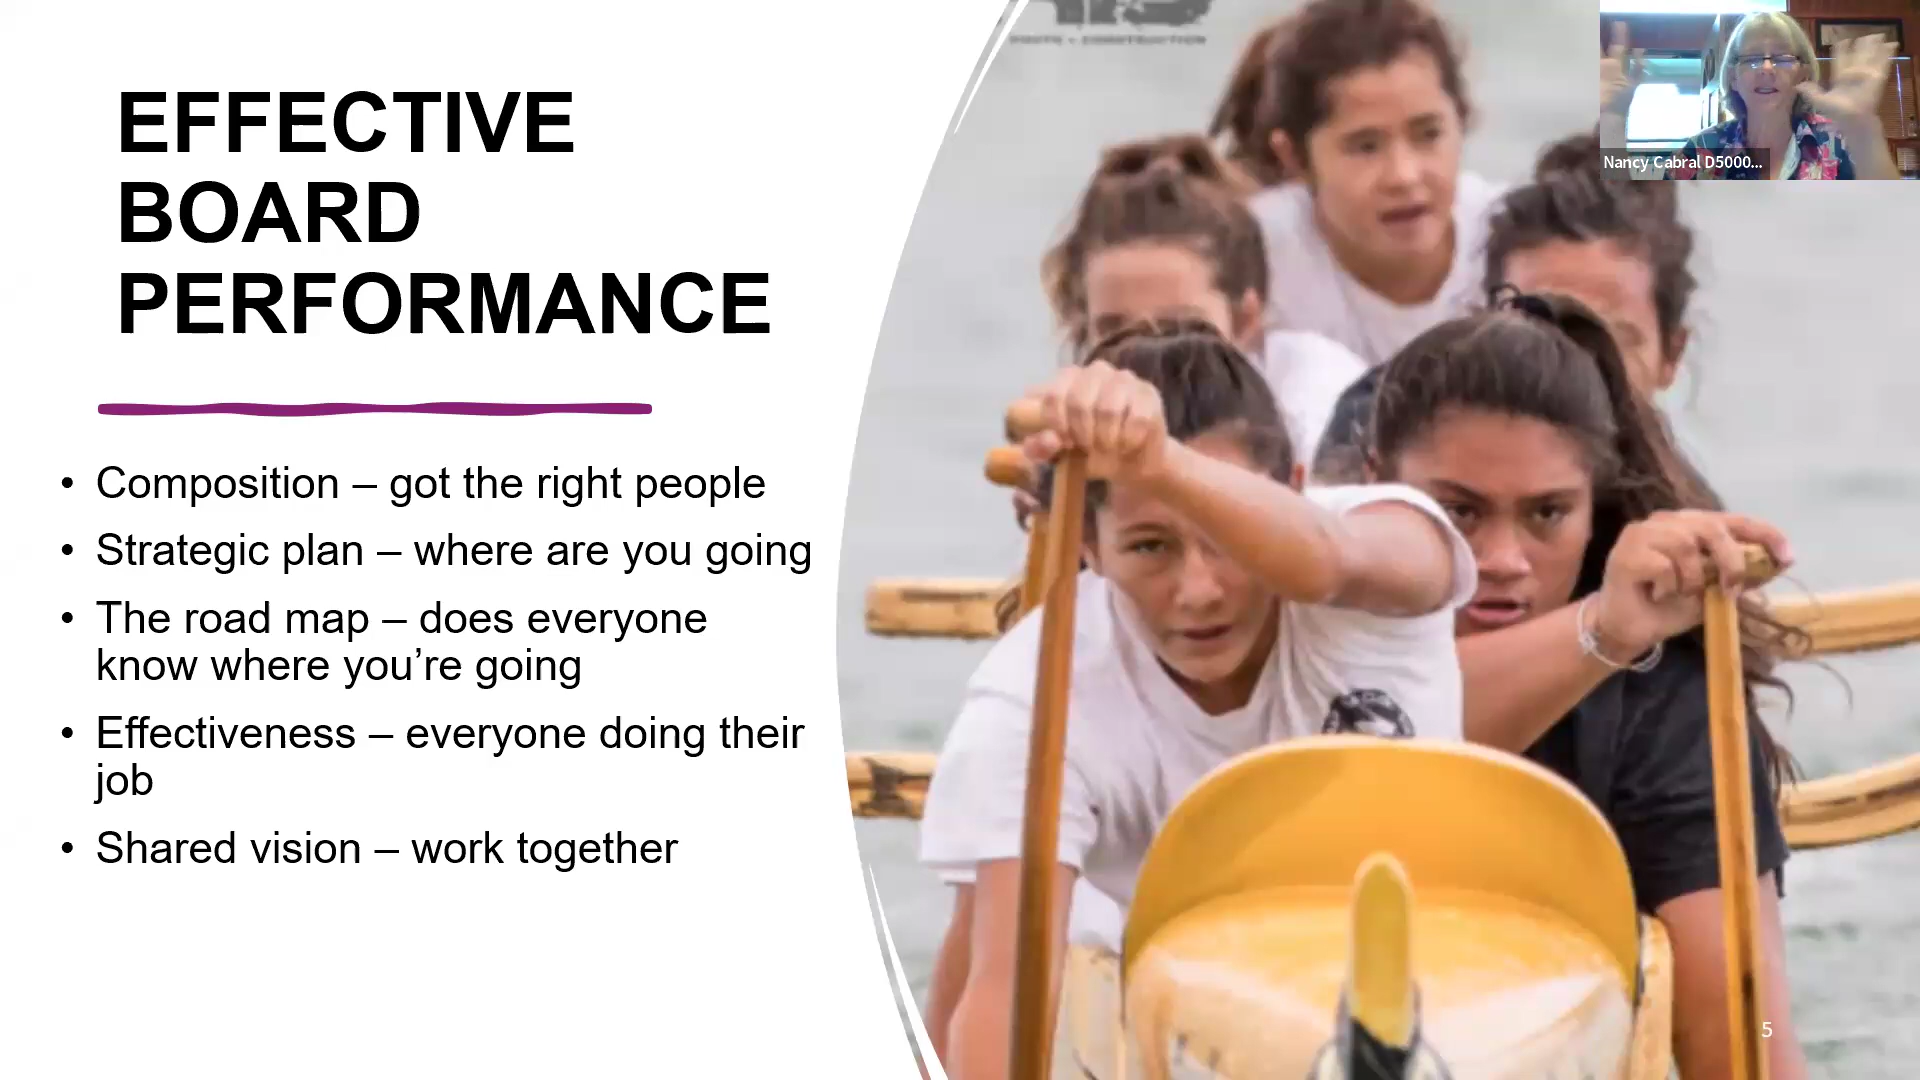 EFFECTIVE
BOARD
PERFORMANCE
• Composition – got the right people
• Strategic plan – where are you going
• The road map – does everyone
know where you’re going
• Effectiveness – everyone doing their
job
• Shared vision – work together
Nancy Cabral D5000...
5